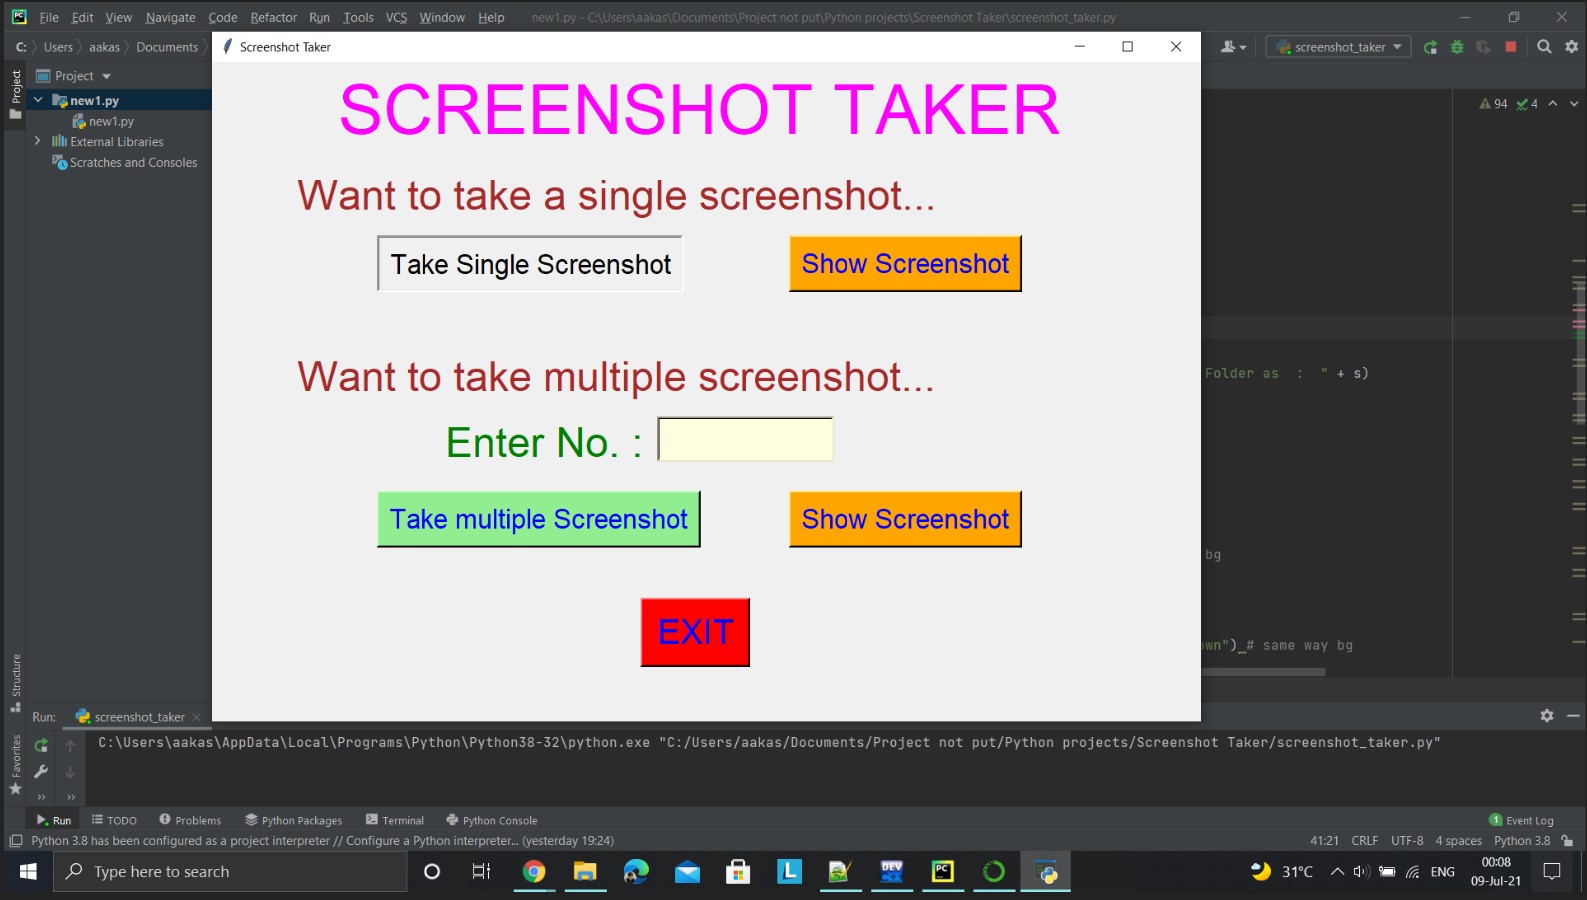 File Edit View Navigate Code Refactor Run Tools VCS Window Help new1.py - C:\Users\aakas\Documents\Project not put\Python projects\Screenshot Taker\screenshot_taker.py
C: Users aakas Documents
Screenshot Taker
screenshot_taker
Project
Project
new1.py
new1.py
External Libraries
Scratches and Consoles
94 4
SCREENSHOT TAKER
Want to take a single screenshot...
Take Single Screenshot
Show Screenshot
Want to take multiple screenshot...
Folder as : " + s)
Enter No. :
Take multiple Screenshot
Show Screenshot
bg
EXIT
wn") # same way bg
Structure
Favorites
Run: screenshot_taker
C:\Users\aakas\AppData\Local\Programs\Python\Python38-32\python.exe "C:/Users/aakas/Documents/Project not put/Python projects/Screenshot Taker/screenshot_taker.py"
Run TODO Problems Python Packages Terminal Python Console 1 Event Log
Python 3.8 has been configured as a project interpreter // Configure a Python interpreter... (yesterday 19:24) 41:21 CRLF UTF-8 4 spaces Python 3.8
Type here to search
L
DEV
PC
31°C
ENG
00:08
09-Jul-21